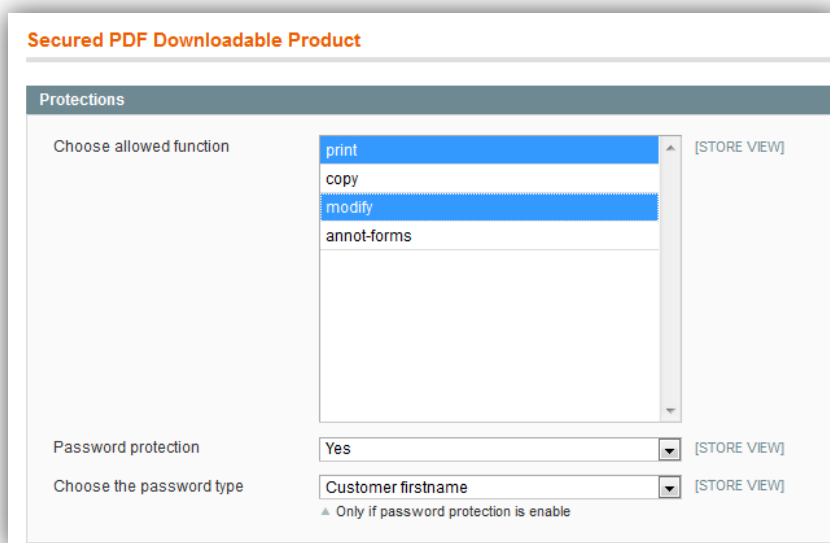 Secured PDF Downloadable Product
Protections
Choose allowed function
print
[STORE VIEW]
copy
modify
annot-forms
Password protection
Yes
[STORE VIEW]
Choose the password type
Customer firstname
[STORE VIEW]
Only if password protection is enable